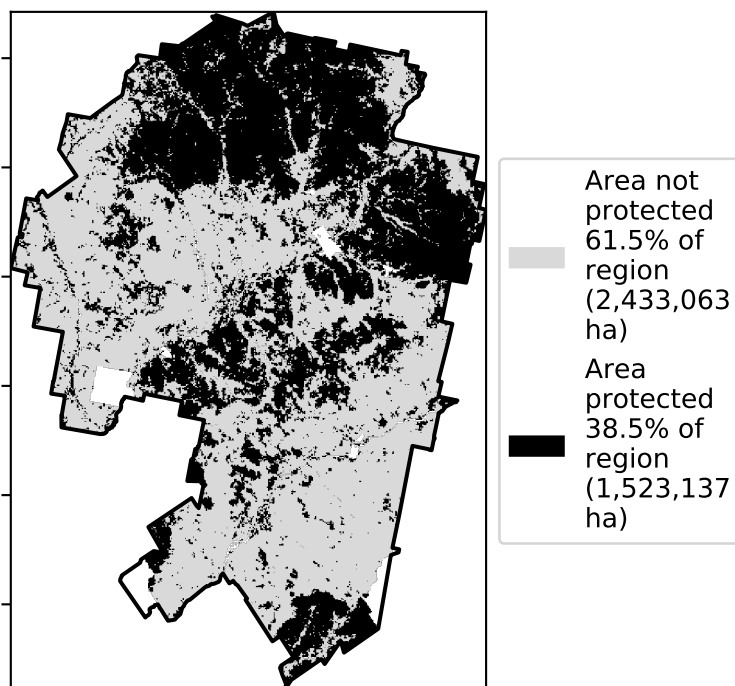 Area not
protected
61.5% of
region
(2,433,063
ha)
Area
protected
38.5% of
region
(1,523,137
ha)